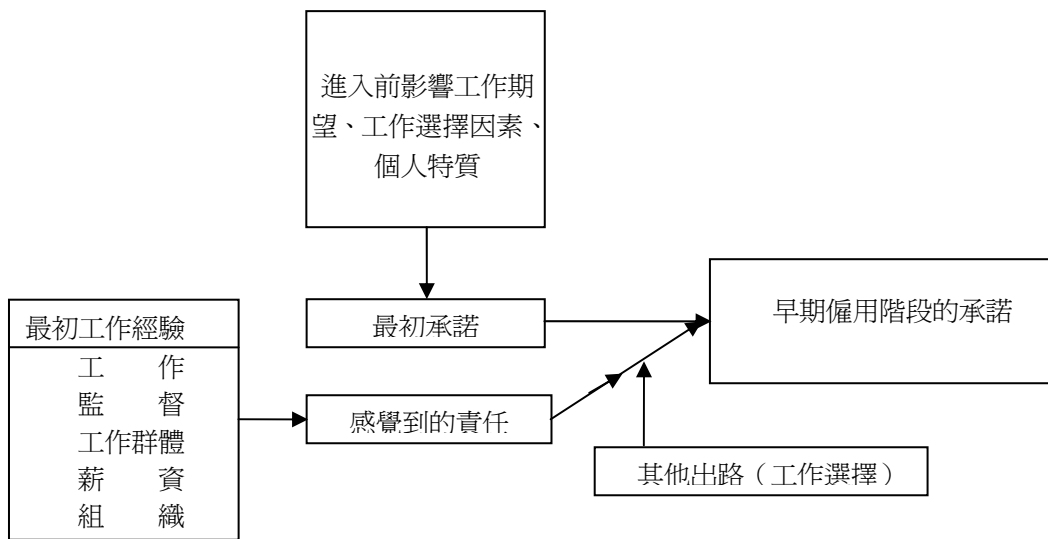 進入前影響工作期
望、工作選擇因素、
個人特質
早期僱用階段的承諾
最初承諾
最初工作經驗
工　　作
監　　督
工作群體
薪　　資
組　　織
感覺到的責任
其他出路（工作選擇）